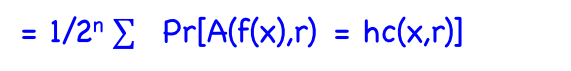 = 1/2ⁿ ∑ Pr[A(f(x),r) = hc(x,r)]